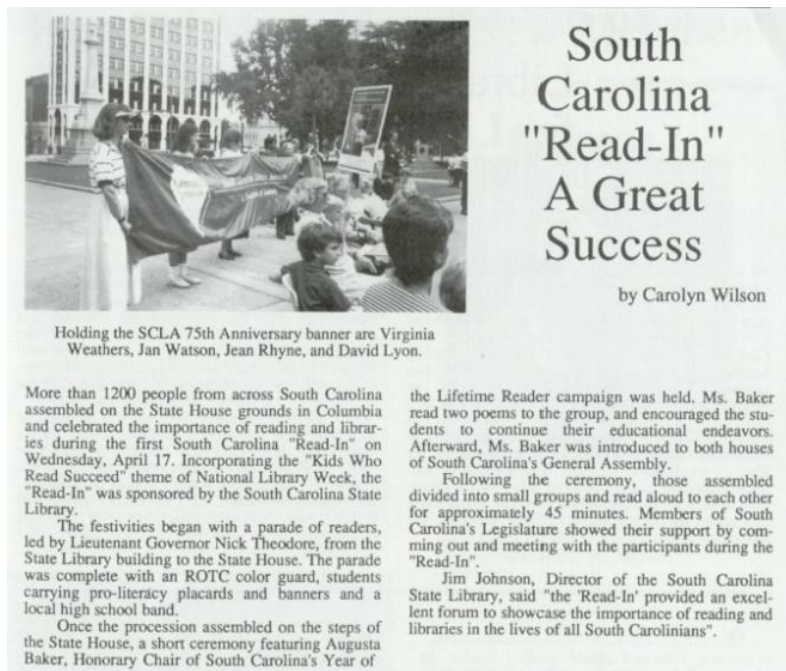 South
Carolina
"Read-In"
A Great
Success
by Carolyn Wilson
Holding the SCLA 75th Anniversary banner are Virginia
Weathers, Jan Watson, Jean Rhyne, and David Lyon.
More than 1200 people from across South Carolina
assembled on the State House grounds in Columbia
and celebrated the importance of reading and librar-
ies during the first South Carolina "Read-In" on
Wednesday, April 17. Incorporating the "Kids Who
Read Succeed" theme of National Library Week, the
"Read-In" was sponsored by the South Carolina State
Library.
The festivities began with a parade of readers,
led by Lieutenant Governor Nick Theodore, from the
State Library building to the State House. The parade
was complete with an ROTC color guard, students
carrying pro-literacy placards and banners and a
local high school band.
Once the procession assembled on the steps of
the State House, a short ceremony featuring Augusta
Baker, Honorary Chair of South Carolina's Year of
the Lifetime Reader campaign was held. Ms. Baker
read two poems to the group, and encouraged the stu-
dents to continue their educational endeavors.
Afterward, Ms. Baker was introduced to both houses
of South Carolina's General Assembly.
Following the ceremony, those assembled
divided into small groups and read aloud to each other
for approximately 45 minutes. Members of South
Carolina's Legislature showed their support by com-
ing out and meeting with the participants during the
"Read-In".
Jim Johnson, Director of the South Carolina
State Library, said "the 'Read-In' provided an excel-
lent forum to showcase the importance of reading and
libraries in the lives of all South Carolinians".